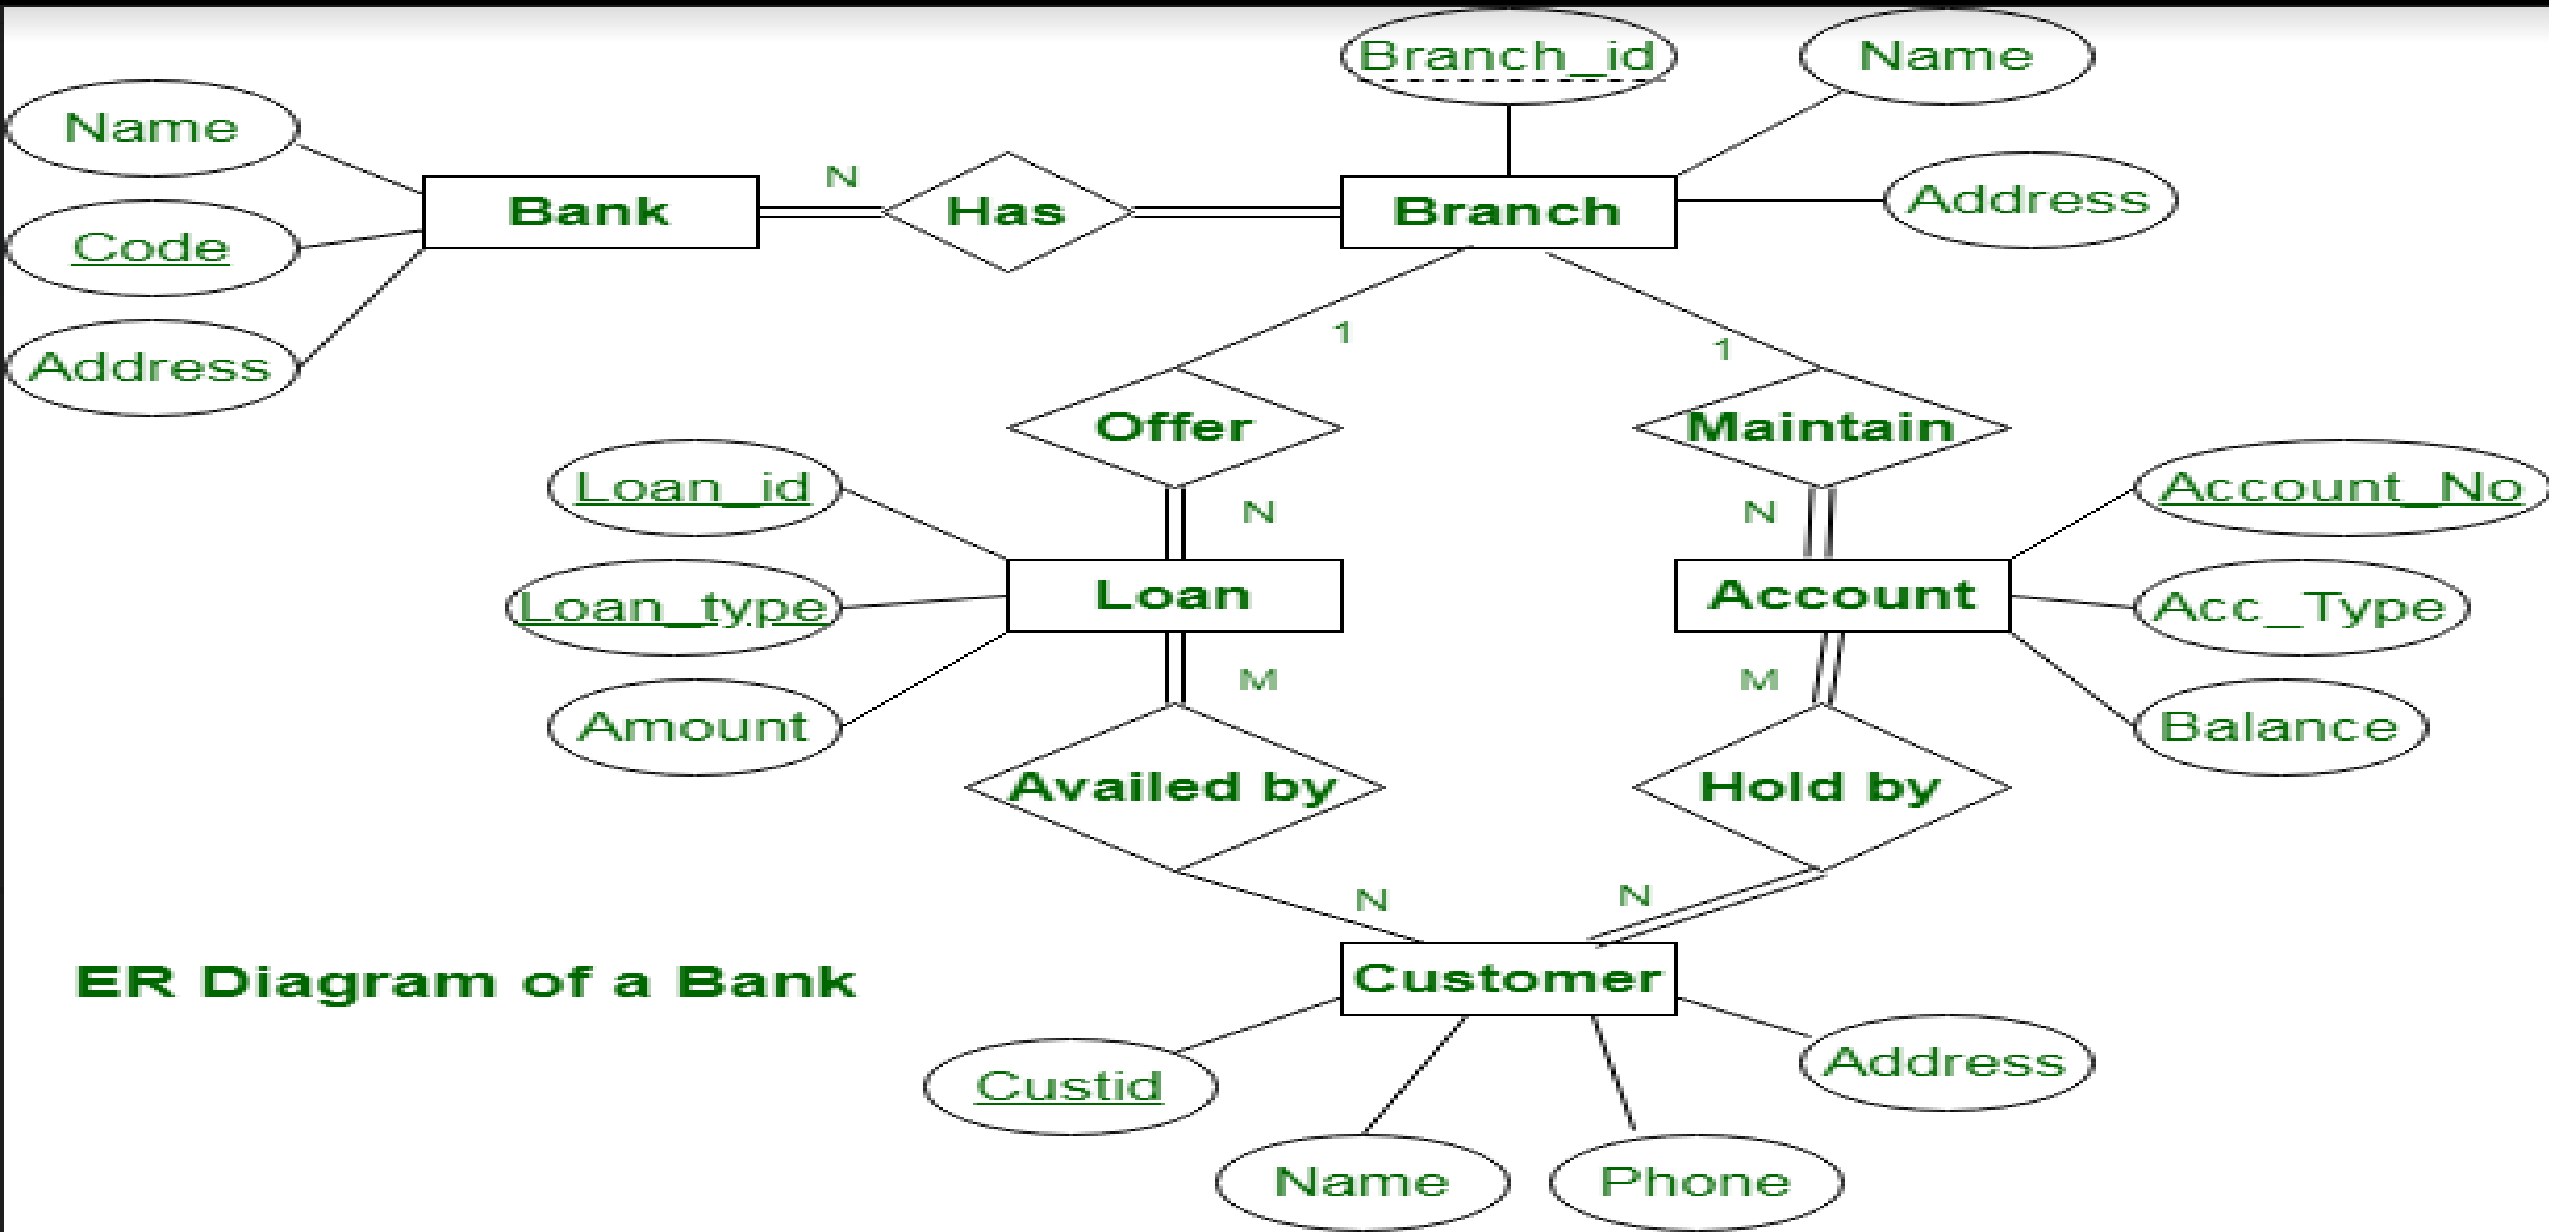 Branch_id
Name
Name
Address
N
Bank
Has
Branch
Code
1
1
Address
Offer
Maintain
Loan_id
Account_No
N
N
Loan
Account
Loan_type
Acc_Type
M
M
Amount
Balance
Availed by
Hold by
N
N
ER Diagram of a Bank
Customer
Address
Custid
Name
Phone